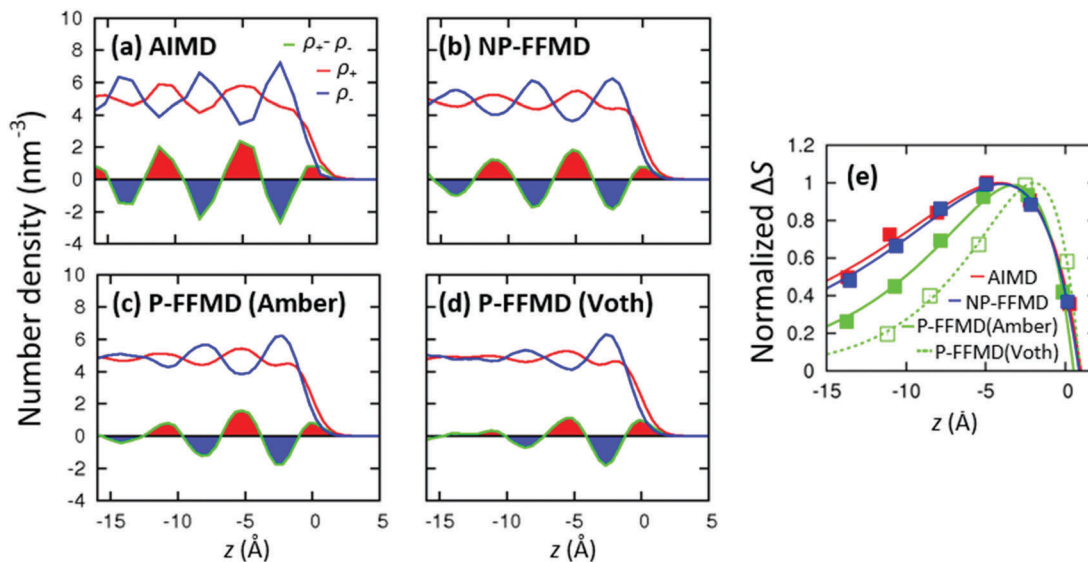 10
8
6
4
2
0
-2
-4
(a) AIMD
ρ+- ρ-
ρ+
ρ-
(b) NP-FFMD
10
8
6
4
2
0
-2
-4
(c) P-FFMD (Amber)
(d) P-FFMD (Voth)
-15
-10
-5
0
5
-15
-10
-5
0
5
z (Å)
z (Å)
Number density (nm⁻³)
1.2
1
0.8
0.6
0.4
0.2
0
(e)
AIMD
NP-FFMD
P-FFMD(Amber)
P-FFMD(Voth)
-15
-10
-5
0
z (Å)
Normalized ΔS